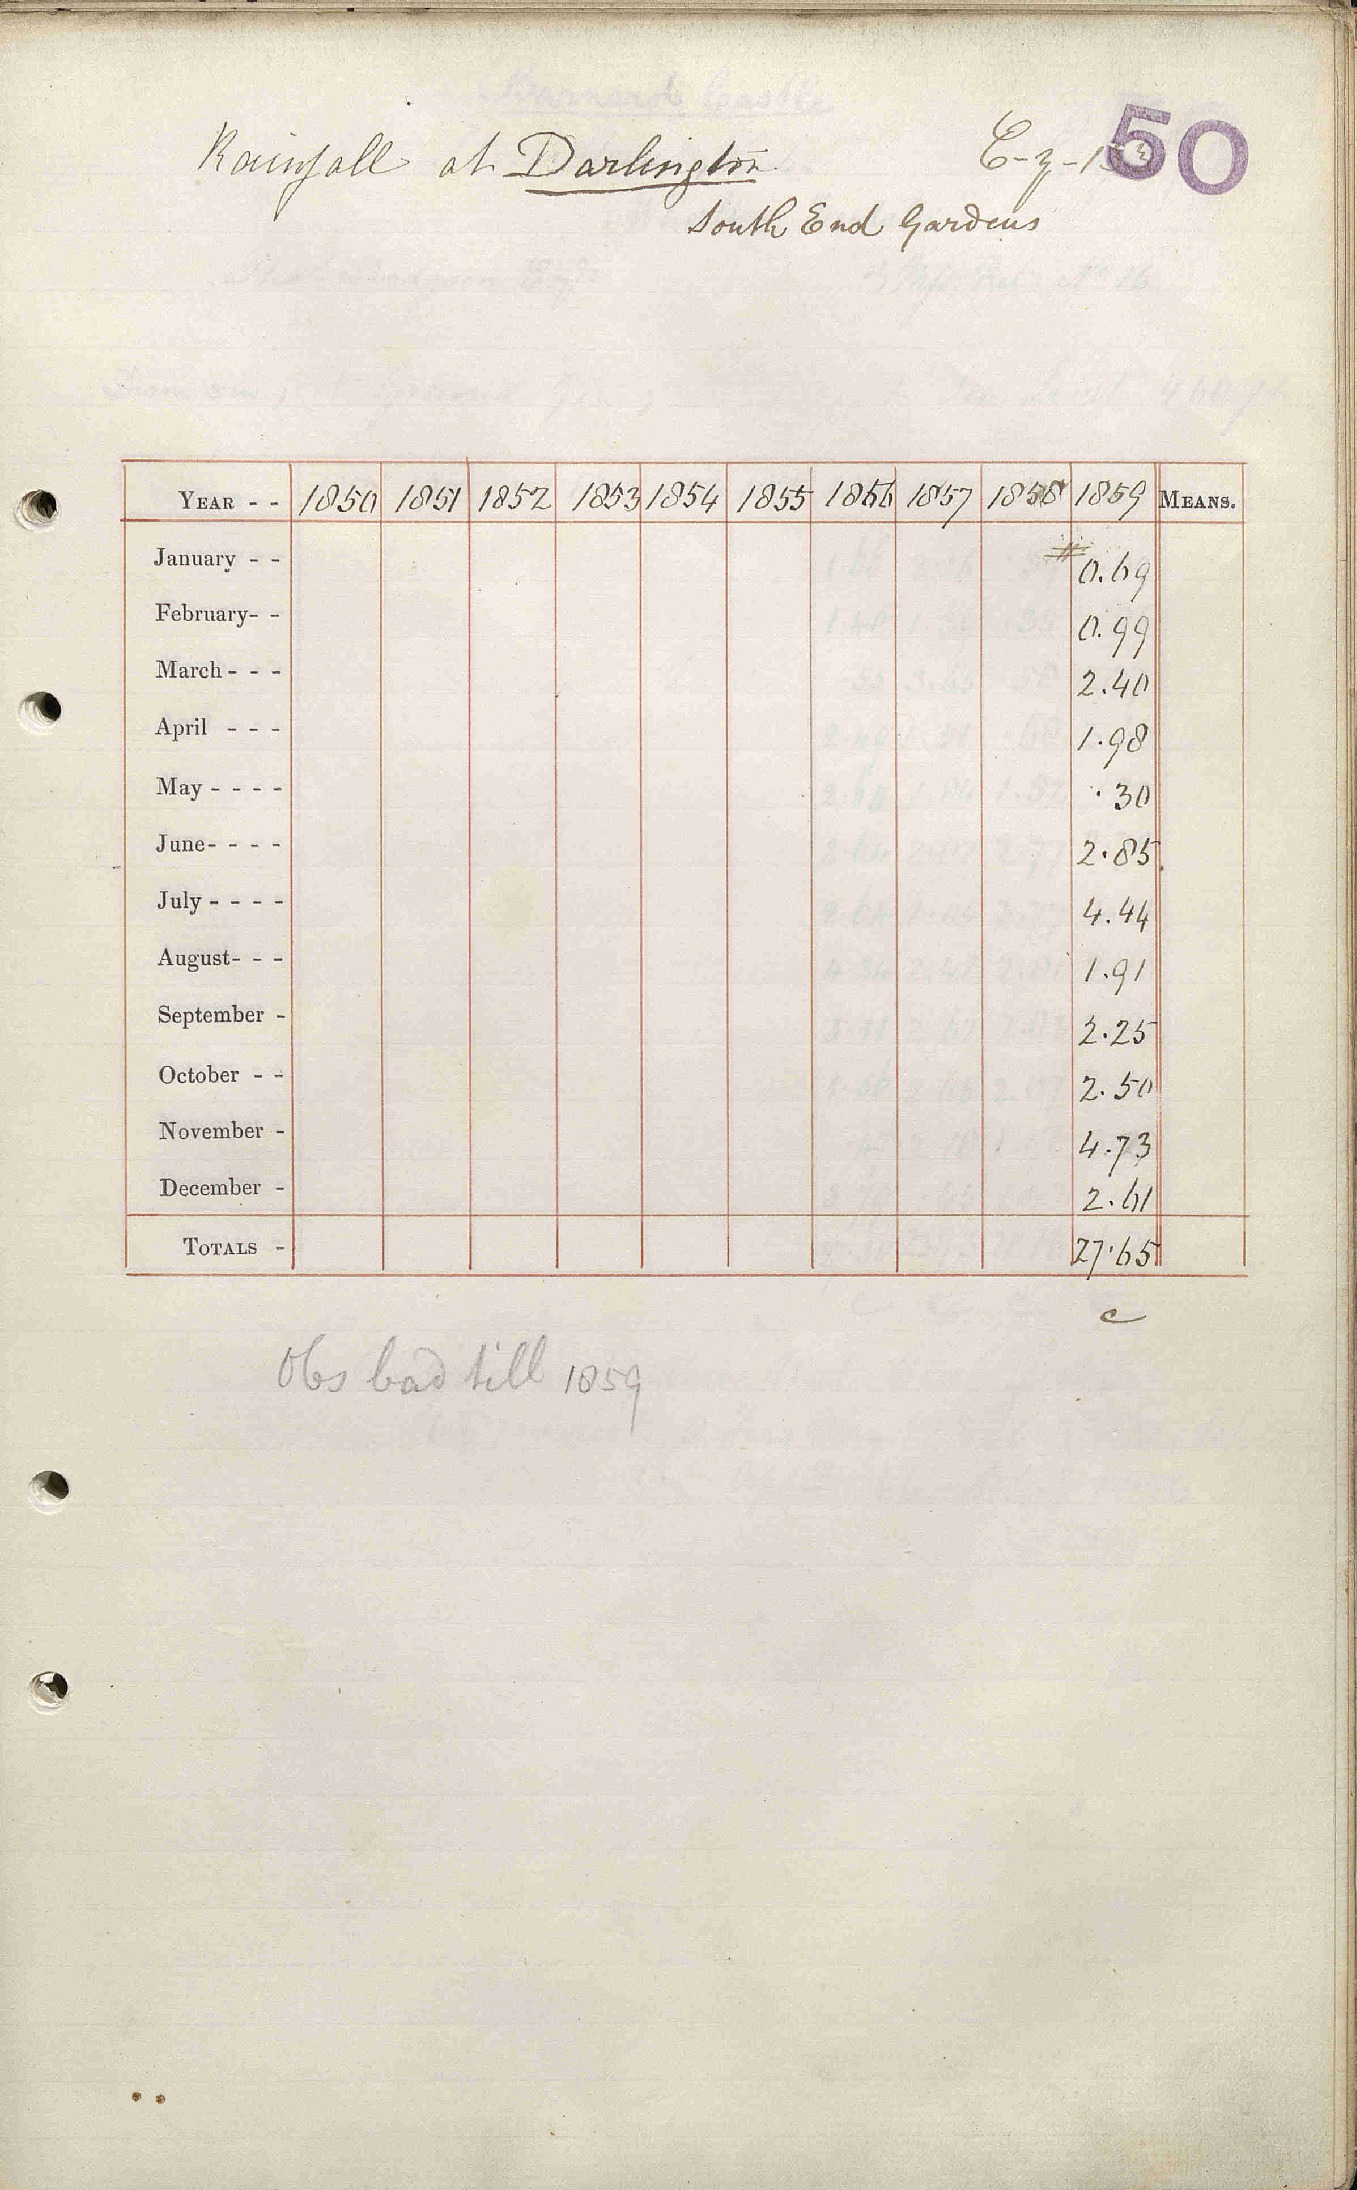 50
Rainfall at Darlington
South End Gardens
YEAR - - 1850 1851 1852 1853 1854 1855 1856 1857 1858 1859 MEANS.
January - - # 0.69
February- - 0.99
March - - - 2.40
April - - - 1.98
May - - - - .30
June- - - - 2.85
July - - - - 4.44
August- - - 1.91
September - 2.25
October - - 2.50
November - 4.73
December - 2.61
TOTALS - 27.65
c
Obs bad till 1859